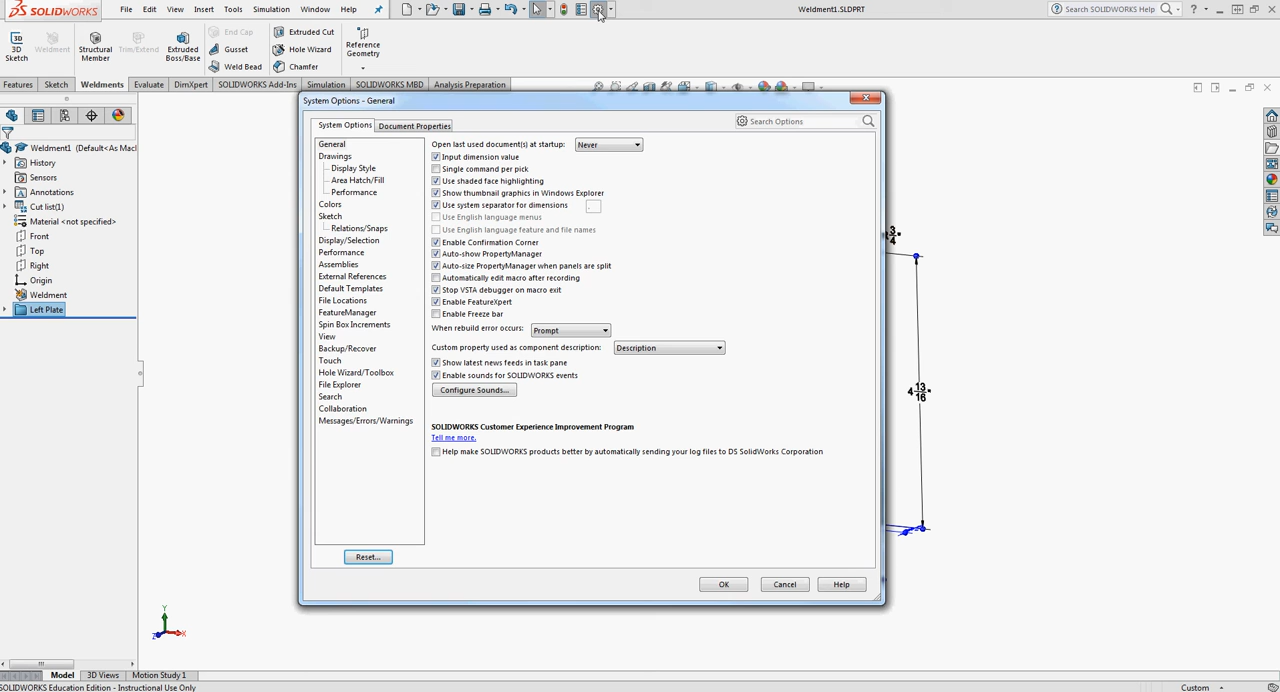 SOLIDWORKS File Edit View Insert Tools Simulation Window Help Weldment1.SLDPRT Search SOLIDWORKS Help
3D Sketch Weldment Structural Member Trim/Extend Extruded Boss/Base End Cap Gusset Weld Bead Extruded Cut Hole Wizard Chamfer Reference Geometry
Features Sketch Weldments Evaluate DimXpert SOLIDWORKS Add-Ins Simulation SOLIDWORKS MBD Analysis Preparation
System Options - General
System Options Document Properties Search Options
Weldment1 (Default<As Mach
History
Sensors
Annotations
Cut list(1)
Material <not specified>
Front
Top
Right
Origin
Weldment
Left Plate
General
Drawings
Display Style
Area Hatch/Fill
Performance
Colors
Sketch
Relations/Snaps
Display/Selection
Performance
Assemblies
External References
Default Templates
File Locations
FeatureManager
Spin Box Increments
View
Backup/Recover
Touch
Hole Wizard/Toolbox
File Explorer
Search
Collaboration
Messages/Errors/Warnings
Reset...
Open last used document(s) at startup: Never
Input dimension value
Single command per pick
Use shaded face highlighting
Show thumbnail graphics in Windows Explorer
Use system separator for dimensions .
Use English language menus
Use English language feature and file names
Enable Confirmation Corner
Auto-show PropertyManager
Auto-size PropertyManager when panels are split
Automatically edit macro after recording
Stop VSTA debugger on macro exit
Enable FeatureXpert
Enable Freeze bar
When rebuild error occurs: Prompt
Custom property used as component description: Description
Show latest news feeds in task pane
Enable sounds for SOLIDWORKS events
Configure Sounds...
SOLIDWORKS Customer Experience Improvement Program
Tell me more.
Help make SOLIDWORKS products better by automatically sending your log files to DS SolidWorks Corporation
OK Cancel Help
3/4"
4 13/16"
Y
Z X
Model 3D Views Motion Study 1
SOLIDWORKS Education Edition - Instructional Use Only Custom